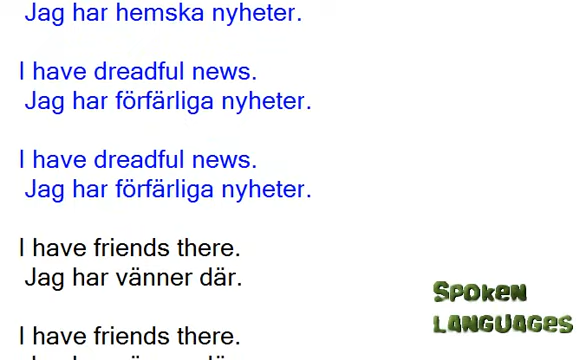 Jag har hemska nyheter.
I have dreadful news.
Jag har förfärliga nyheter.
I have dreadful news.
Jag har förfärliga nyheter.
I have friends there.
Jag har vänner där.
I have friends there.
SPOKEN
LANGUAGES